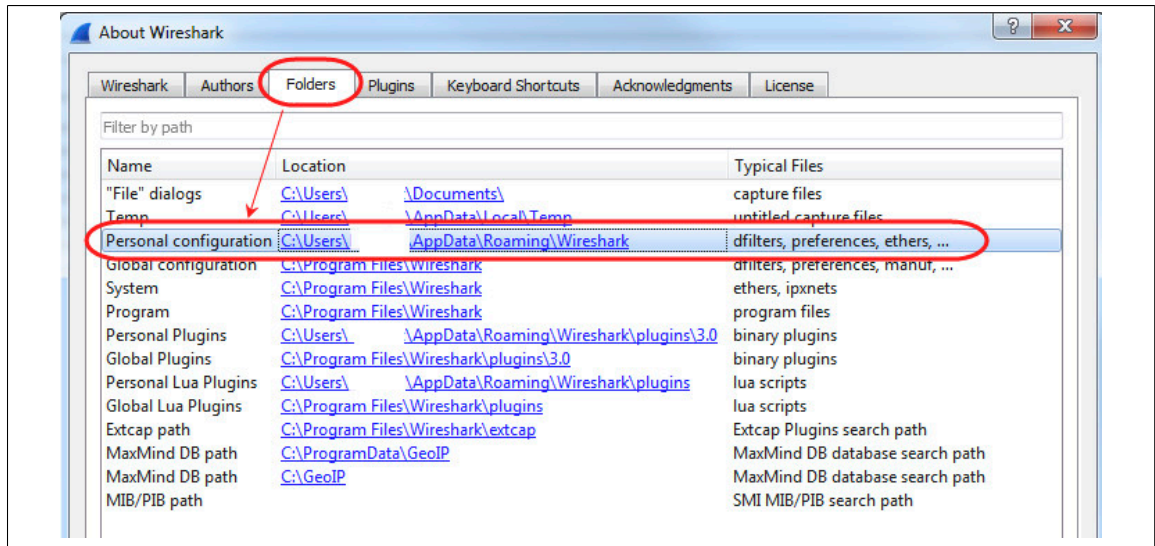 About Wireshark
Wireshark Authors Folders Plugins Keyboard Shortcuts Acknowledgments License
Filter by path
Name Location Typical Files
"File" dialogs C:\Users\ \Documents\ capture files
Temp C:\Users\ \AppData\Local\Temp untitled capture files
Personal configuration C:\Users\ \AppData\Roaming\Wireshark dfilters, preferences, ethers, ...
Global configuration C:\Program Files\Wireshark dfilters, preferences, manuf, ...
System C:\Program Files\Wireshark ethers, ipxnets
Program C:\Program Files\Wireshark program files
Personal Plugins C:\Users\ \AppData\Roaming\Wireshark\plugins\3.0 binary plugins
Global Plugins C:\Program Files\Wireshark\plugins\3.0 binary plugins
Personal Lua Plugins C:\Users\ \AppData\Roaming\Wireshark\plugins lua scripts
Global Lua Plugins C:\Program Files\Wireshark\plugins lua scripts
Extcap path C:\Program Files\Wireshark\extcap Extcap Plugins search path
MaxMind DB path C:\ProgramData\GeoIP MaxMind DB database search path
MaxMind DB path C:\GeoIP MaxMind DB database search path
MIB/PIB path SMI MIB/PIB search path